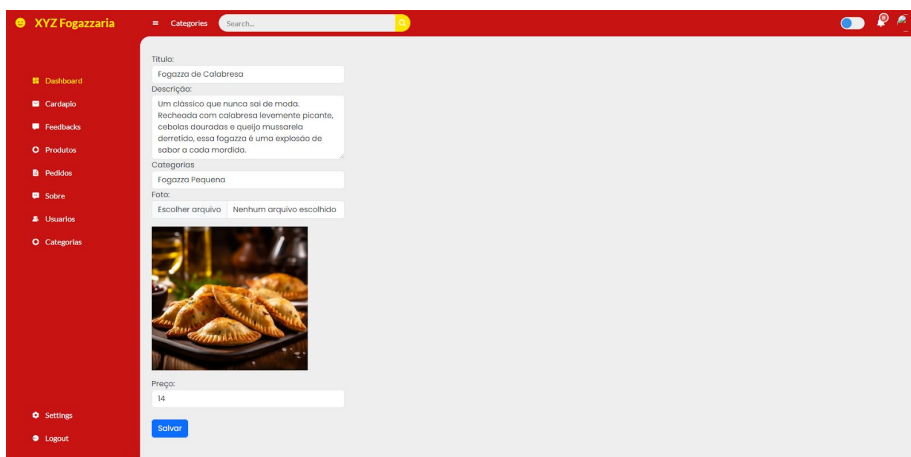 XYZ Fogazzaria
Categories
Search...
Dashboard
Cardapio
Feedbacks
Produtos
Pedidos
Sobre
Usuarios
Categorias
Settings
Logout
Titulo:
Fogazza de Calabresa
Descrição:
Um clássico que nunca sai de moda.
Recheada com calabresa levemente picante,
cebolas douradas e queijo mussarela
derretido, essa fogazza é uma explosão de
sabor a cada mordida.
Categorias
Fogazza Pequena
Foto:
Escolher arquivo Nenhum arquivo escolhido
Preço:
14
Salvar